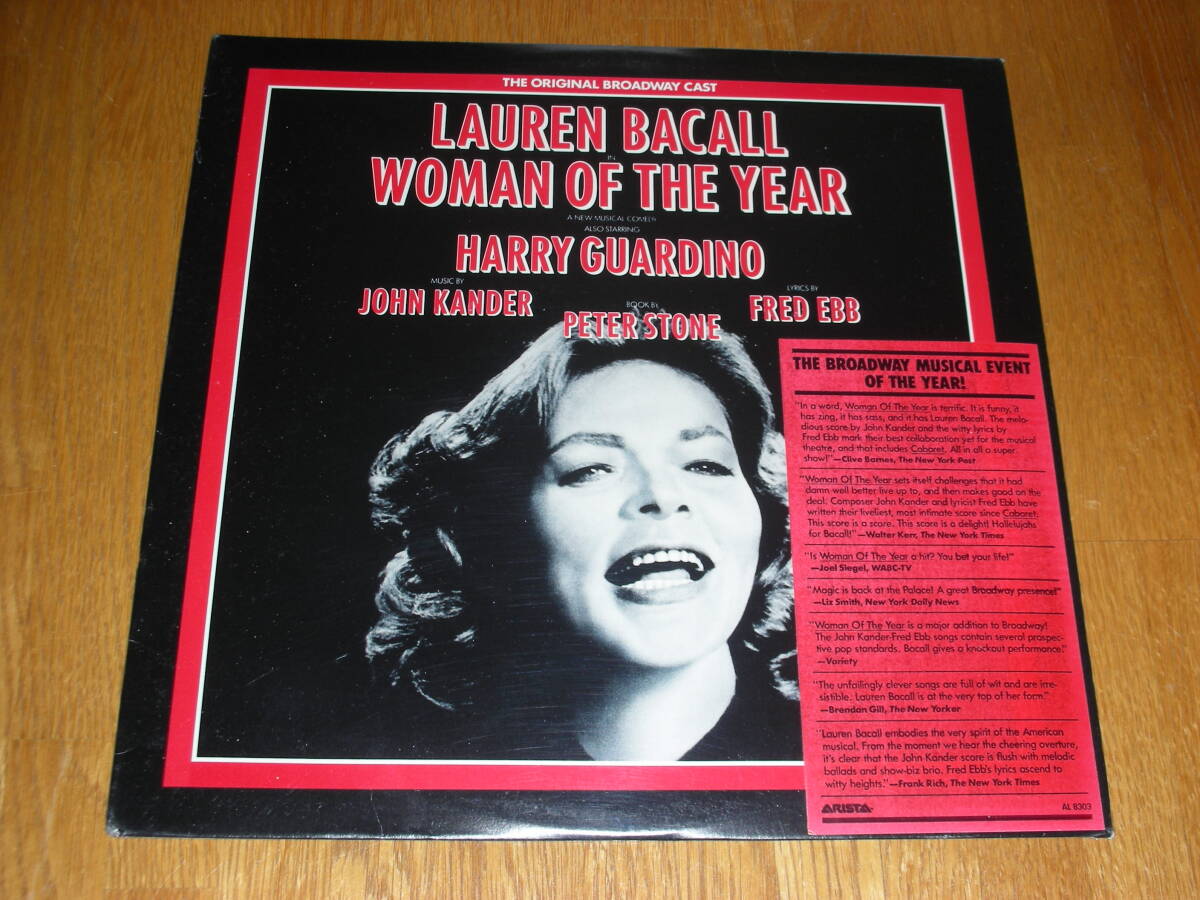 THE ORIGINAL BROADWAY CAST
LAUREN BACALL
IN
WOMAN OF THE YEAR
A NEW MUSICAL COMEDY
ALSO STARRING
HARRY GUARDINO
MUSIC BY
JOHN KANDER
BOOK BY
PETER STONE
LYRICS BY
FRED EBB
THE BROADWAY MUSICAL EVENT
OF THE YEAR!
"In a word, Woman Of The Year is terrific. It is funny, it
has zing, it has sass, and it has Lauren Bacall. The melo-
dious score by John Kander and the witty lyrics by
Fred Ebb mark their best collaboration yet for the musical
theatre, and that includes Cabaret. All in all a super
show!"—Clive Barnes, The New York Post
"Woman Of The Year sets itself challenges that it had
damn well better live up to, and then makes good on the
deal. Composer John Kander and lyricist Fred Ebb have
written their liveliest, most intimate score since Cabaret.
This score is a score. This score is a delight! Hallelujahs
for Bacall!"—Walter Kerr, The New York Times
"Is Woman Of The Year a hit? You bet your life!"
—Joel Siegel, WABC-TV
"Magic is back at the Palace! A great Broadway presence!"
—Liz Smith, New York Daily News
"Woman Of The Year is a major addition to Broadway!
The John Kander-Fred Ebb songs contain several prospec-
tive pop standards. Bacall gives a knockout performance."
—Variety
"The unfailingly clever songs are full of wit and are irre-
sistible. Lauren Bacall is at the very top of her form."
—Brendan Gill, The New Yorker
"Lauren Bacall embodies the very spirit of the American
musical. From the moment we hear the cheering overture,
it's clear that the John Kander score is flush with melodic
ballads and show-biz brio. Fred Ebb's lyrics ascend to
witty heights."—Frank Rich, The New York Times
ARISTA
AL 8303